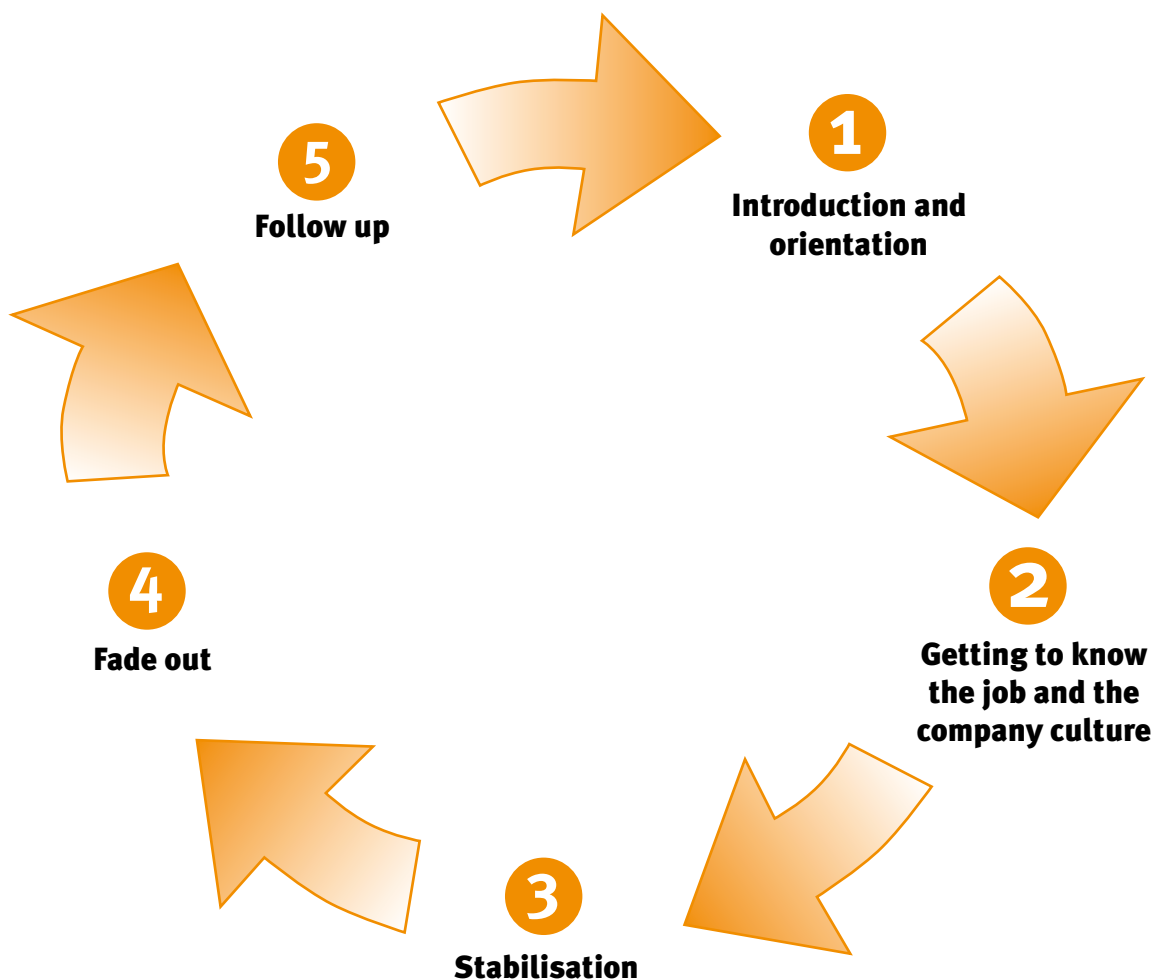 1
Introduction and
orientation
2
Getting to know
the job and the
company culture
3
Stabilisation
4
Fade out
5
Follow up